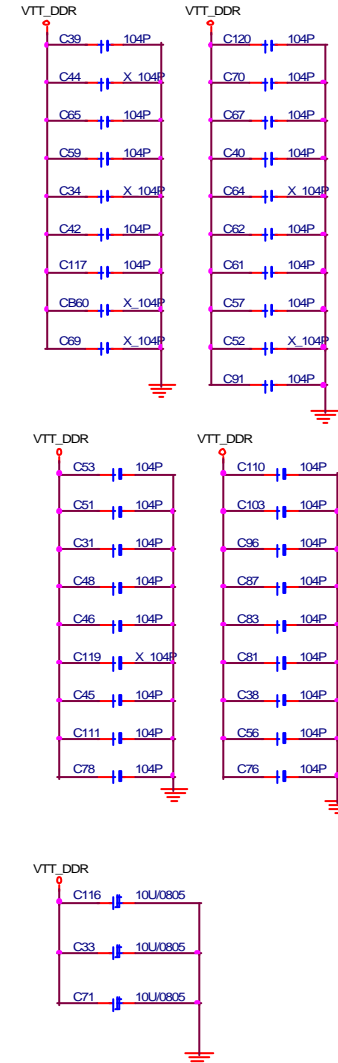 VTT_DDR
C39 104P
C44 X_104P
C65 104P
C59 104P
C34 X_104P
C42 104P
C117 104P
CB60 X_104P
C69 X_104P
VTT_DDR
C120 104P
C70 104P
C67 104P
C40 104P
C64 X_104P
C62 104P
C61 104P
C57 104P
C52 X_104P
C91 104P
VTT_DDR
C53 104P
C51 104P
C31 104P
C48 104P
C46 104P
C119 X_104P
C45 104P
C111 104P
C78 104P
VTT_DDR
C110 104P
C103 104P
C96 104P
C87 104P
C83 104P
C81 104P
C38 104P
C56 104P
C76 104P
VTT_DDR
C116 10U/0805
C33 10U/0805
C71 10U/0805